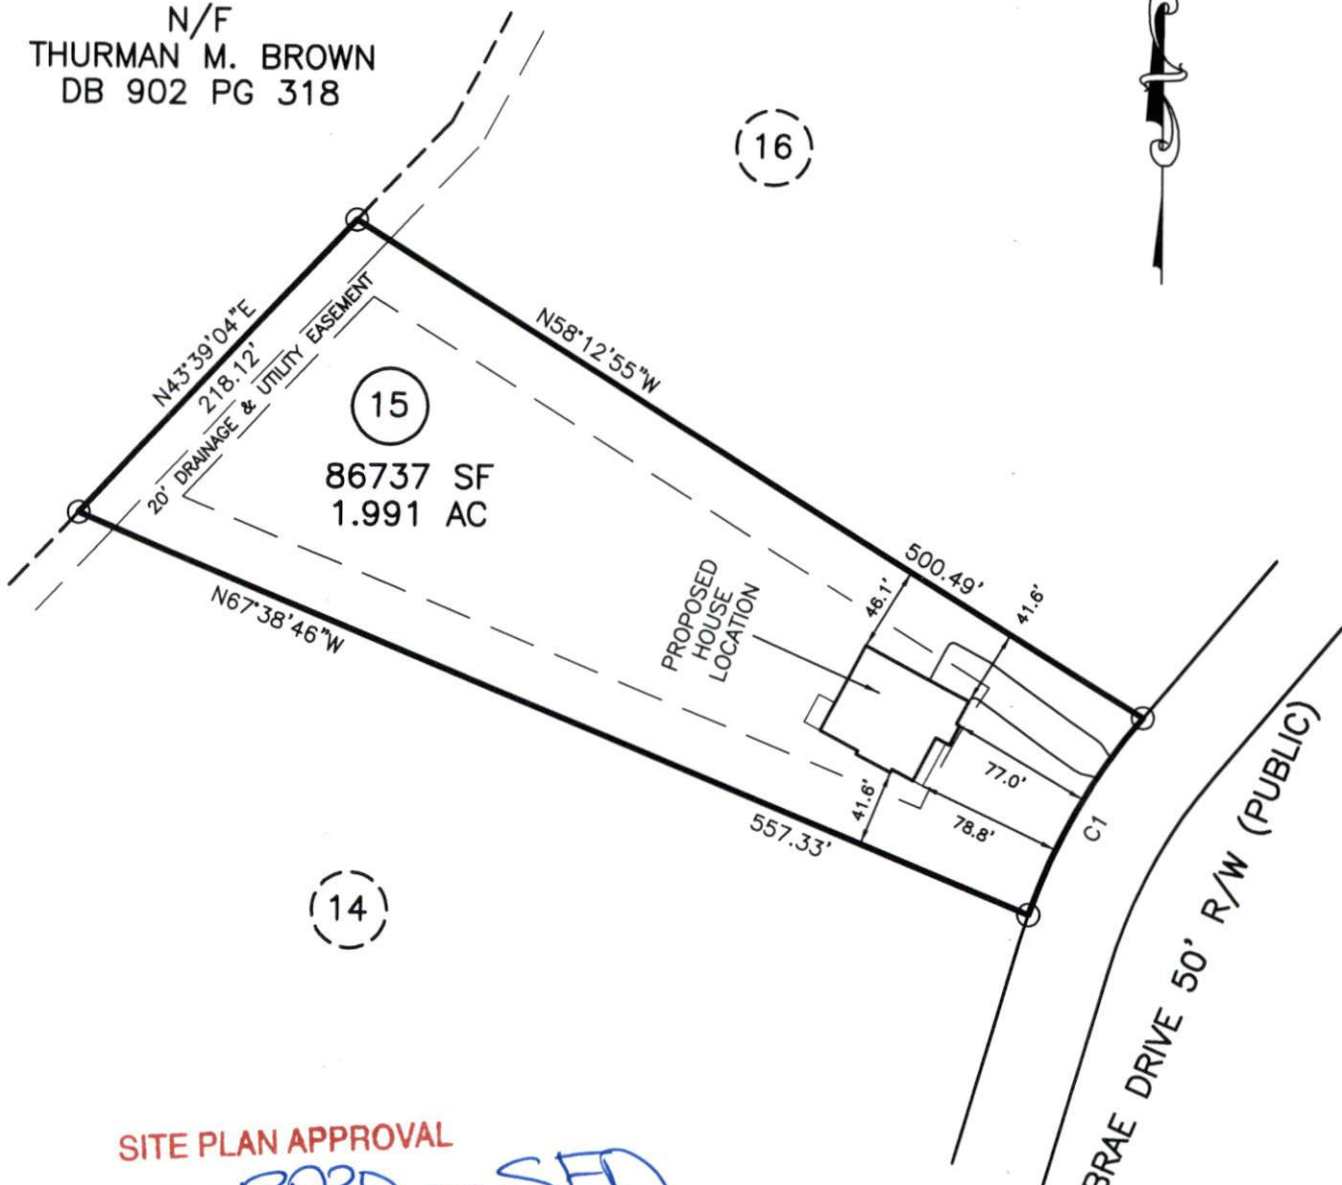 N/F
THURMAN M. BROWN
DB 902 PG 318
16
N43°39'04"E
218.12'
20' DRAINAGE & UTILITY EASEMENT
N58°12'55"W
15
86737 SF
1.991 AC
500.49'
46.1'
41.6'
PROPOSED
HOUSE
LOCATION
N67°38'46"W
77.0'
41.6'
78.8'
C1
557.33'
14
BRAE DRIVE 50' R/W (PUBLIC)
SITE PLAN APPROVAL